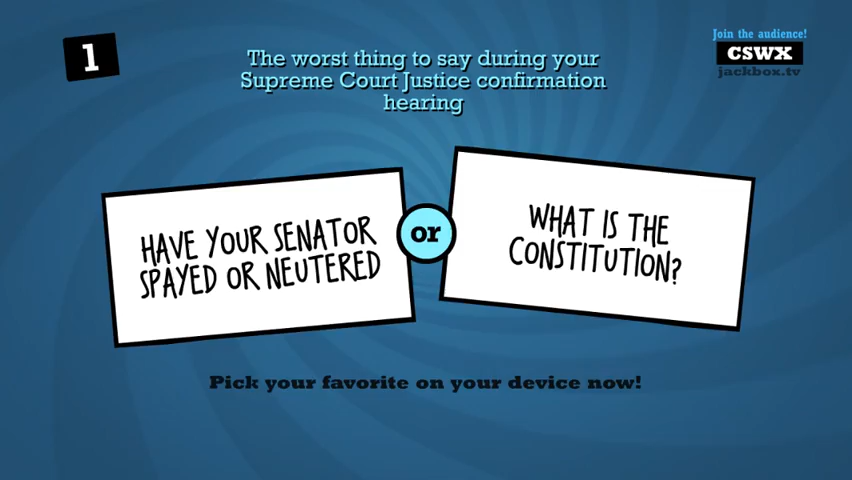 1
The worst thing to say during your
Supreme Court Justice confirmation
hearing
Join the audience!
CSWX
jackbox.tv
HAVE YOUR SENATOR
SPAYED OR NEUTERED
or
WHAT IS THE
CONSTITUTION?
Pick your favorite on your device now!